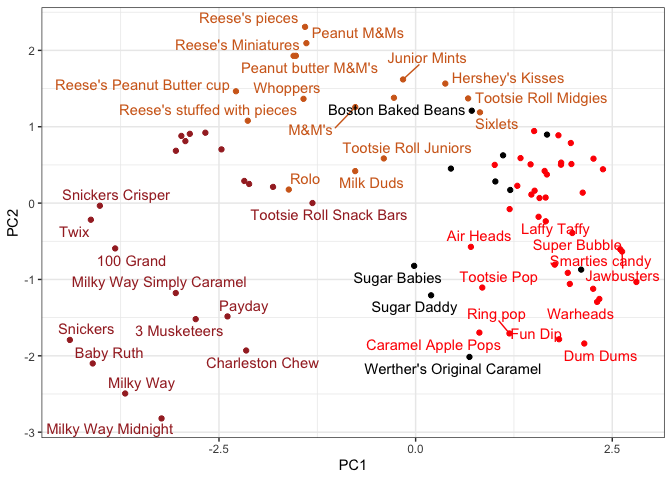 Reese's pieces
Peanut M&M's
Reese's Miniatures
Junior Mints
Peanut butter M&M's
Hershey's Kisses
Reese's Peanut Butter cup
Whoppers
Tootsie Roll Midgies
Reese's stuffed with pieces
Boston Baked Beans
M&M's
Sixlets
Tootsie Roll Juniors
Rolo
Milk Duds
Snickers Crisper
Tootsie Roll Snack Bars
Twix
Laffy Taffy
Air Heads
Super Bubble
100 Grand
Smarties candy
Milky Way Simply Caramel
Sugar Babies
Tootsie Pop
Jawbusters
Payday
Sugar Daddy
Ring pop
Warheads
Snickers
3 Musketeers
Fun Dip
Baby Ruth
Caramel Apple Pops
Charleston Chew
Dum Dums
Werther's Original Caramel
Milky Way
Milky Way Midnight
2
1
0
-1
-2
-3
PC2
-2.5
0.0
2.5
PC1